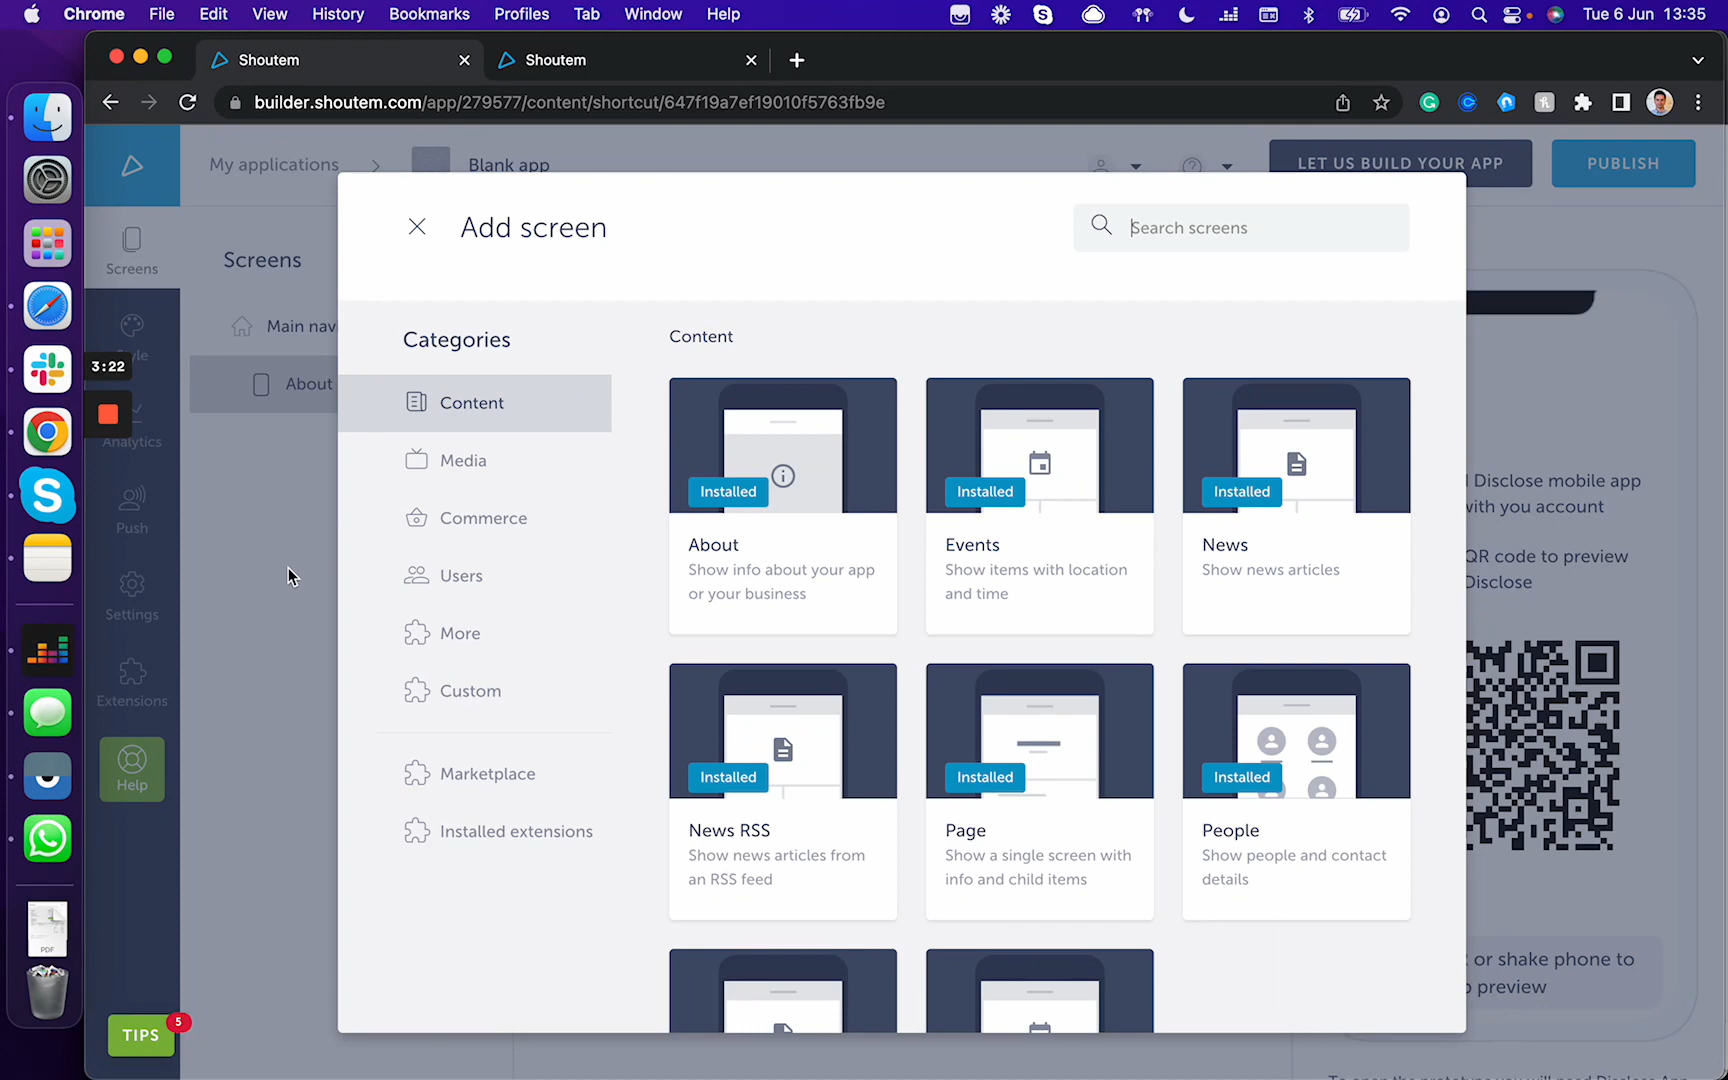 Chrome File Edit View History Bookmarks Profiles Tab Window Help Tue 6 Jun 13:35
Shoutem
Shoutem
builder.shoutem.com/app/279577/content/shortcut/647f19a7ef19010f5763fb9e
My applications
Blank app
LET US BUILD YOUR APP
PUBLISH
Screens
Analytics
Push
Settings
Extensions
Help
3:22
TIPS
5
PDF
Screens
Main navi
About
Add screen
Search screens
Categories
Content
Media
Commerce
Users
More
Custom
Marketplace
Installed extensions
Content
Installed
About
Show info about your app
or your business
Installed
Events
Show items with location
and time
Installed
News
Show news articles
Installed
News RSS
Show news articles from
an RSS feed
Installed
Page
Show a single screen with
info and child items
Installed
People
Show people and contact
details
Disclose mobile app
with you account
QR code to preview
Disclose
or shake phone to
preview